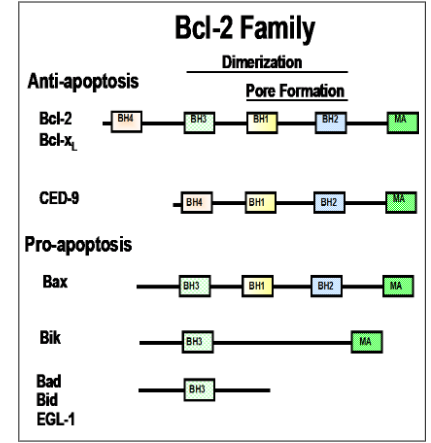 Bcl-2 Family
Dimerization
Anti-apoptosis
Pore Formation
Bcl-2 BH4 BH3 BH1 BH2 MA
Bcl-xL
CED-9 BH4 BH1 BH2 MA
Pro-apoptosis
Bax BH3 BH1 BH2 MA
Bik BH3 MA
Bad BH3
Bid
EGL-1